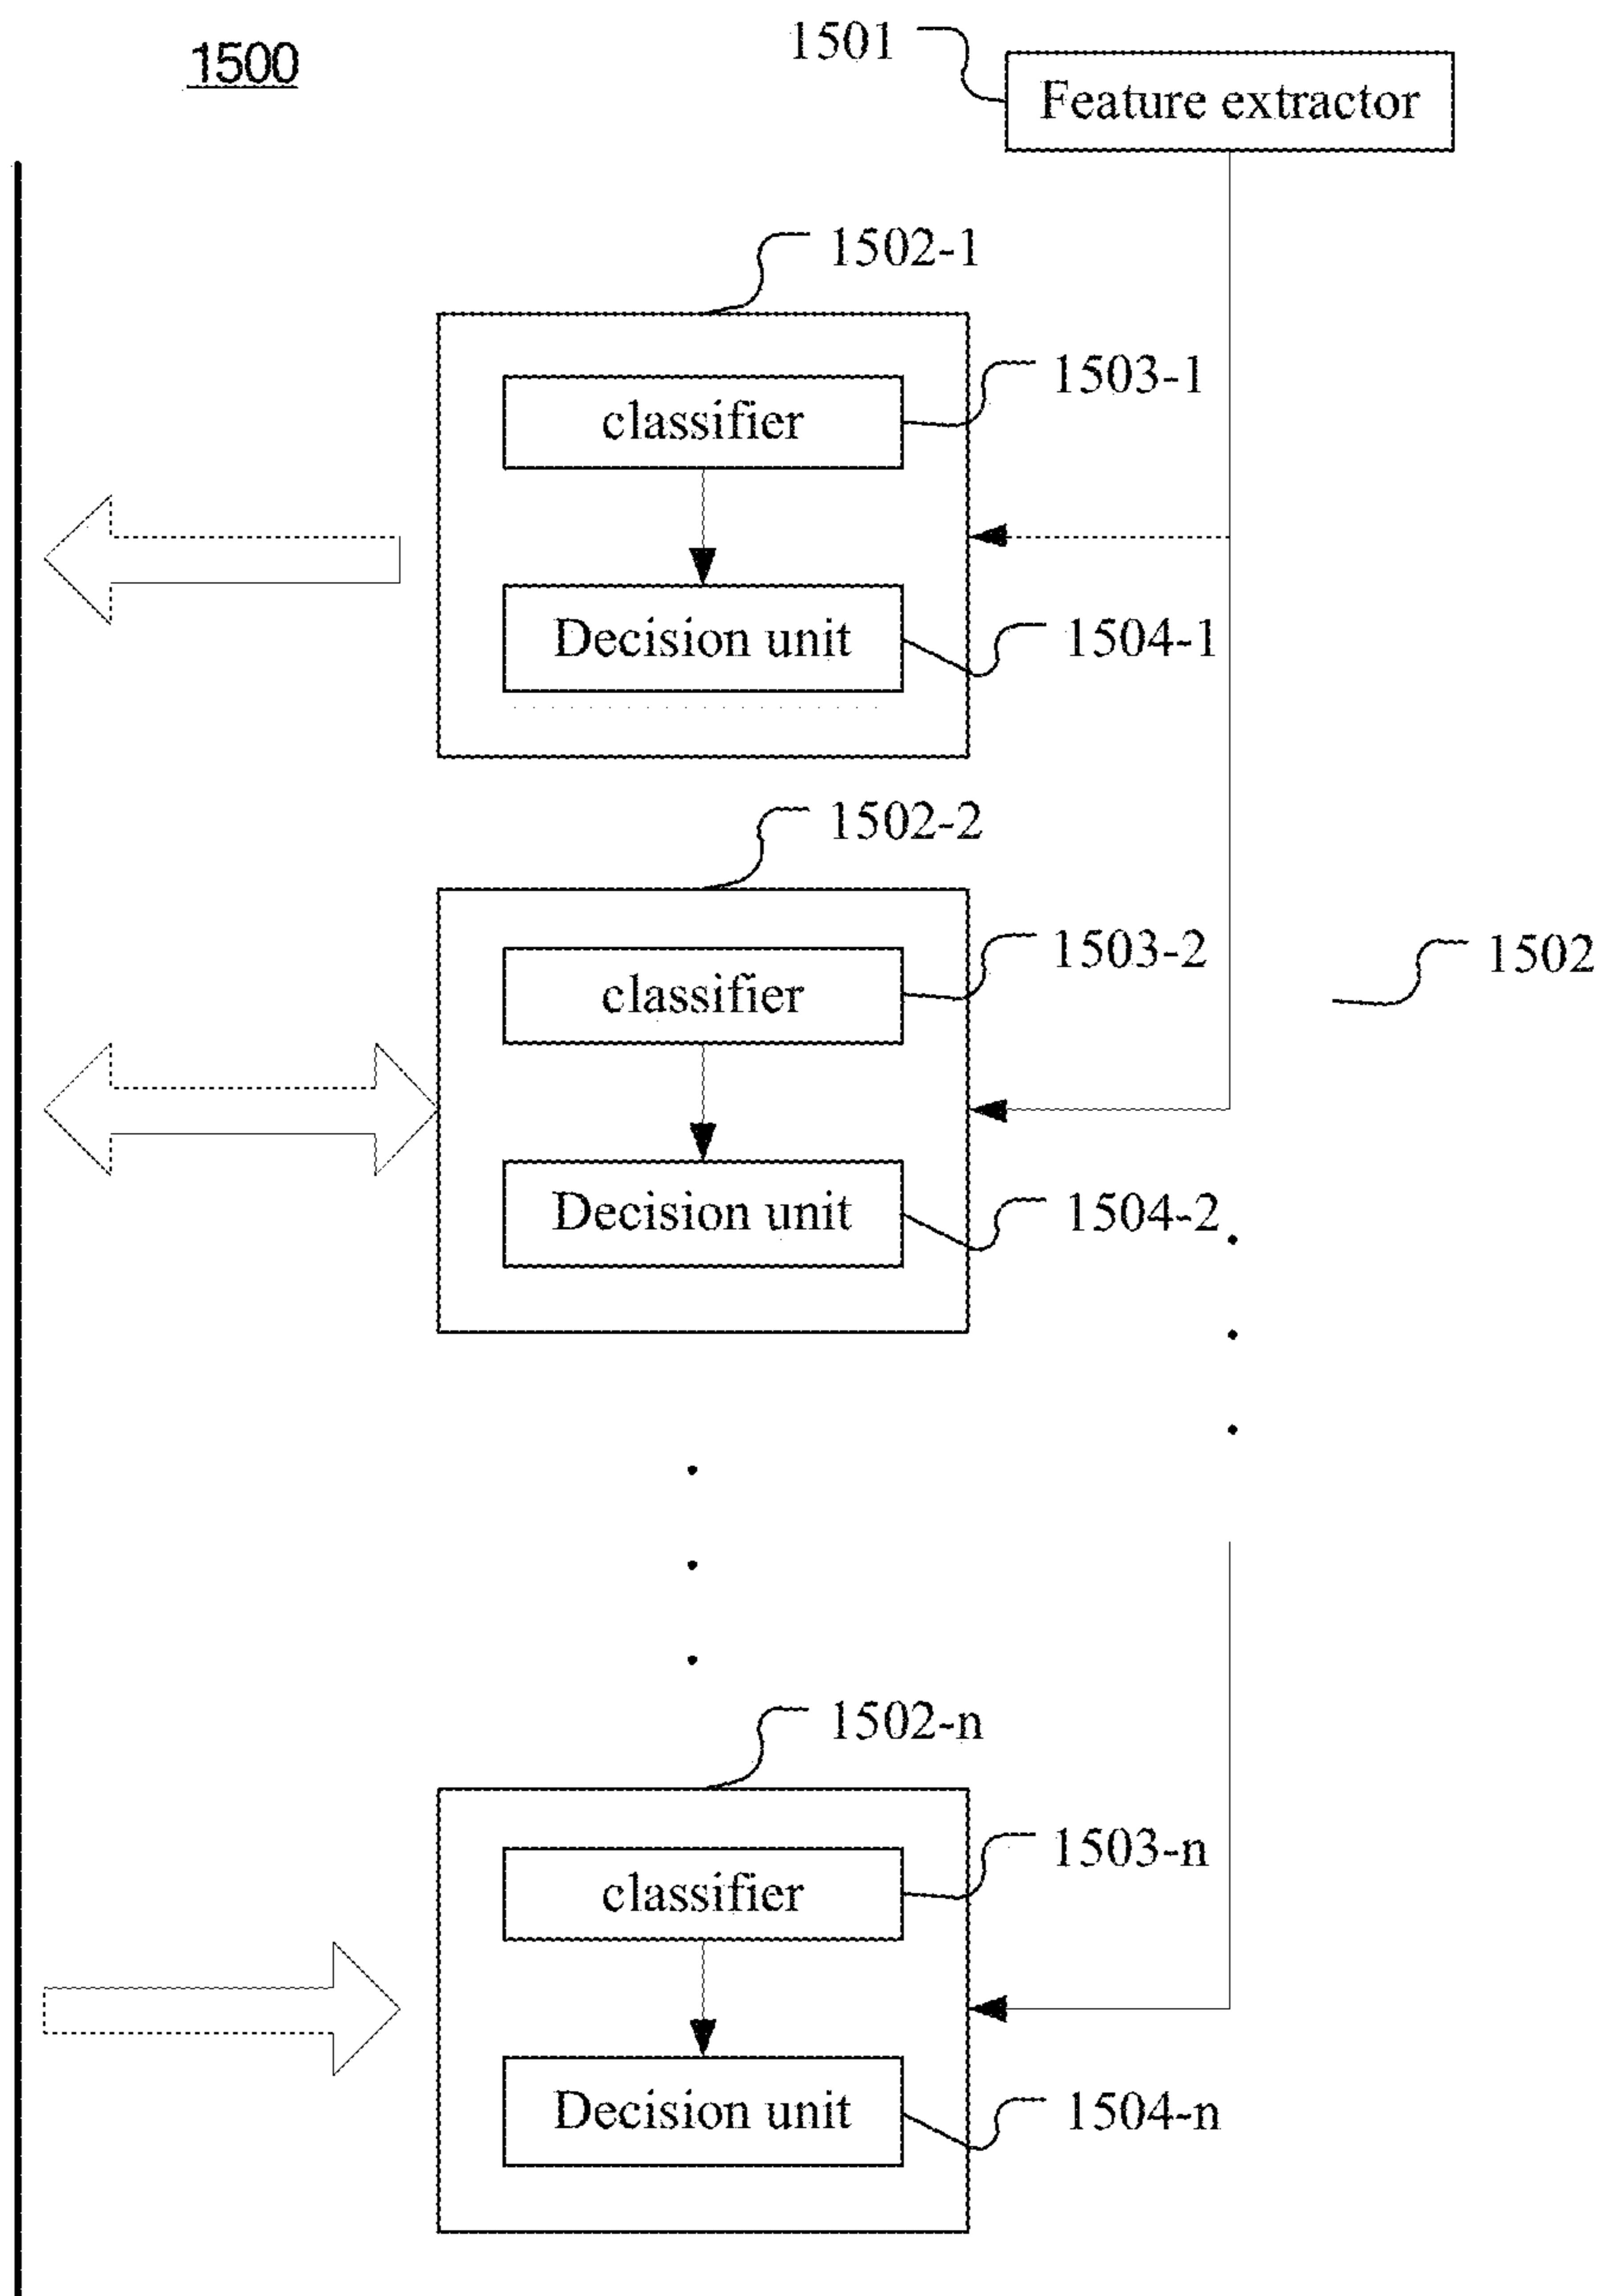 1500
1501
Feature extractor
1502-1
classifier
1503-1
Decision unit
1504-1
1502-2
classifier
1503-2
1502
Decision unit
1504-2
1502-n
classifier
1503-n
Decision unit
1504-n